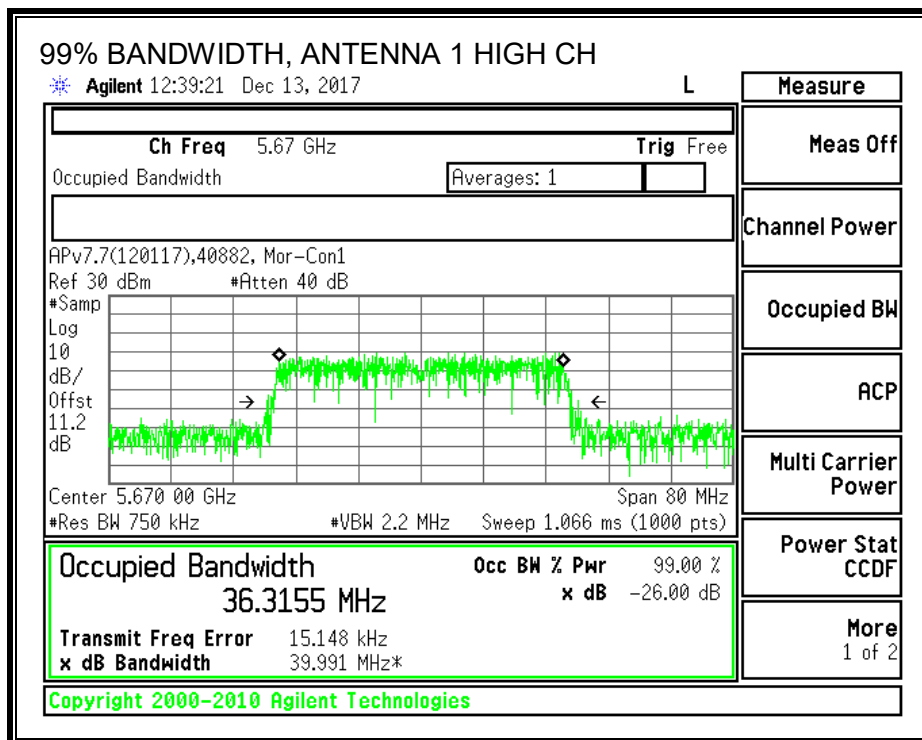 99% BANDWIDTH, ANTENNA 1 HIGH CH
Agilent 12:39:21 Dec 13, 2017 L
Measure
Ch Freq 5.67 GHz Trig Free
Meas Off
Occupied Bandwidth Averages: 1
Channel Power
APv7.7(120117),40882, Mor-Con1
Ref 30 dBm #Atten 40 dB
#Samp
Log
10
dB/
Offst
11.2
dB
Occupied BW
ACP
Multi Carrier
Power
Center 5.670 00 GHz Span 80 MHz
#Res BW 750 kHz #VBW 2.2 MHz Sweep 1.066 ms (1000 pts)
Occupied Bandwidth Occ BW % Pwr 99.00 %
36.3155 MHz x dB -26.00 dB
Transmit Freq Error 15.148 kHz
x dB Bandwidth 39.991 MHz*
Power Stat
CCDF
More
1 of 2
Copyright 2000-2010 Agilent Technologies